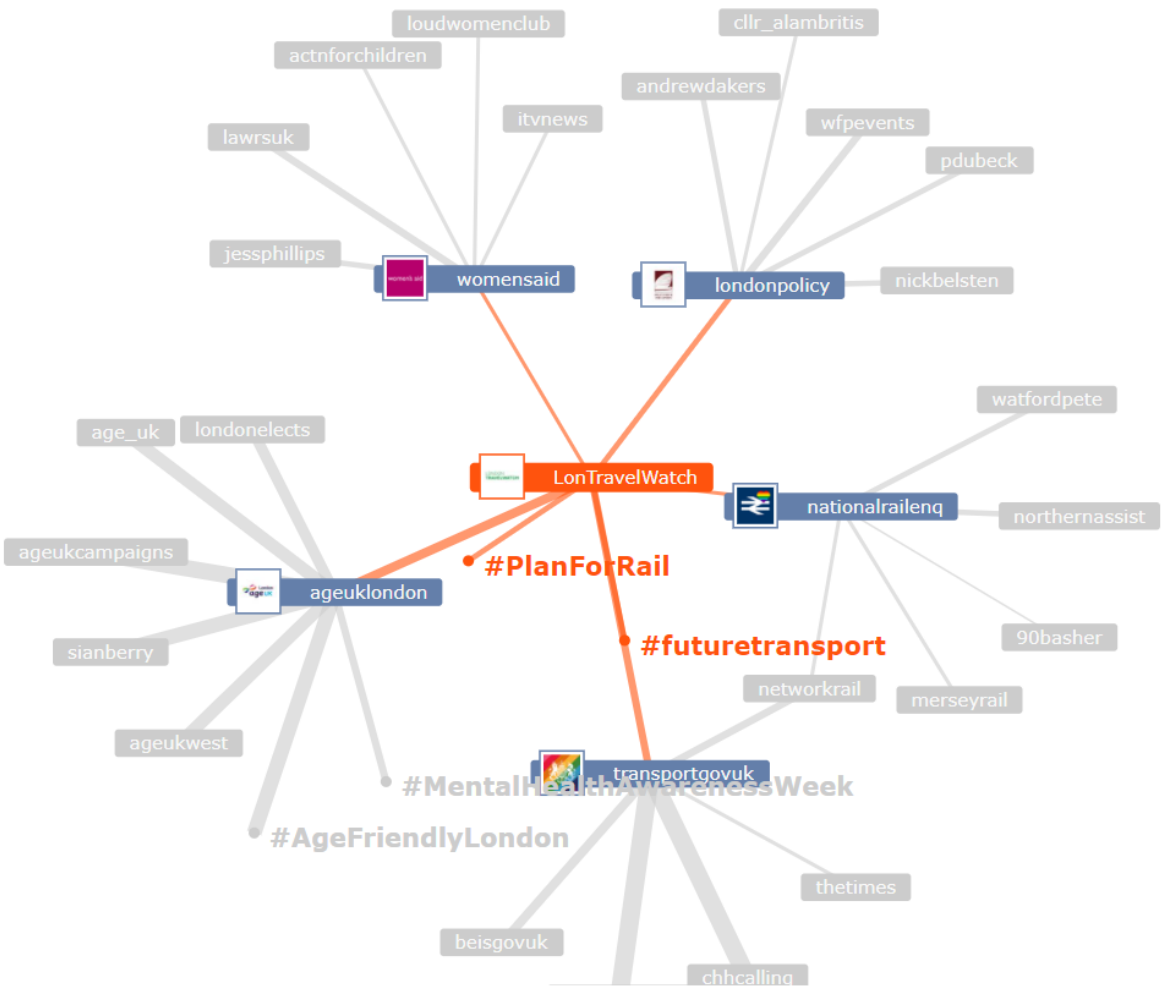 loudwomenclub
cllr_alambritis
actnforchildren
andrewdakers
itvnews
wfpevents
lawrsuk
pdubeck
jessphillips
womensaid
londonpolicy
nickbelsten
watfordpete
age_uk
londonelects
LonTravelWatch
nationalrailenq
northernassist
ageukcampaigns
#PlanForRail
ageuklondon
90basher
#futuretransport
sianberry
networkrail
merseyrail
ageukwest
transportgovuk
#MentalHealthAwarenessWeek
#AgeFriendlyLondon
thetimes
beisgovuk
chhcalling